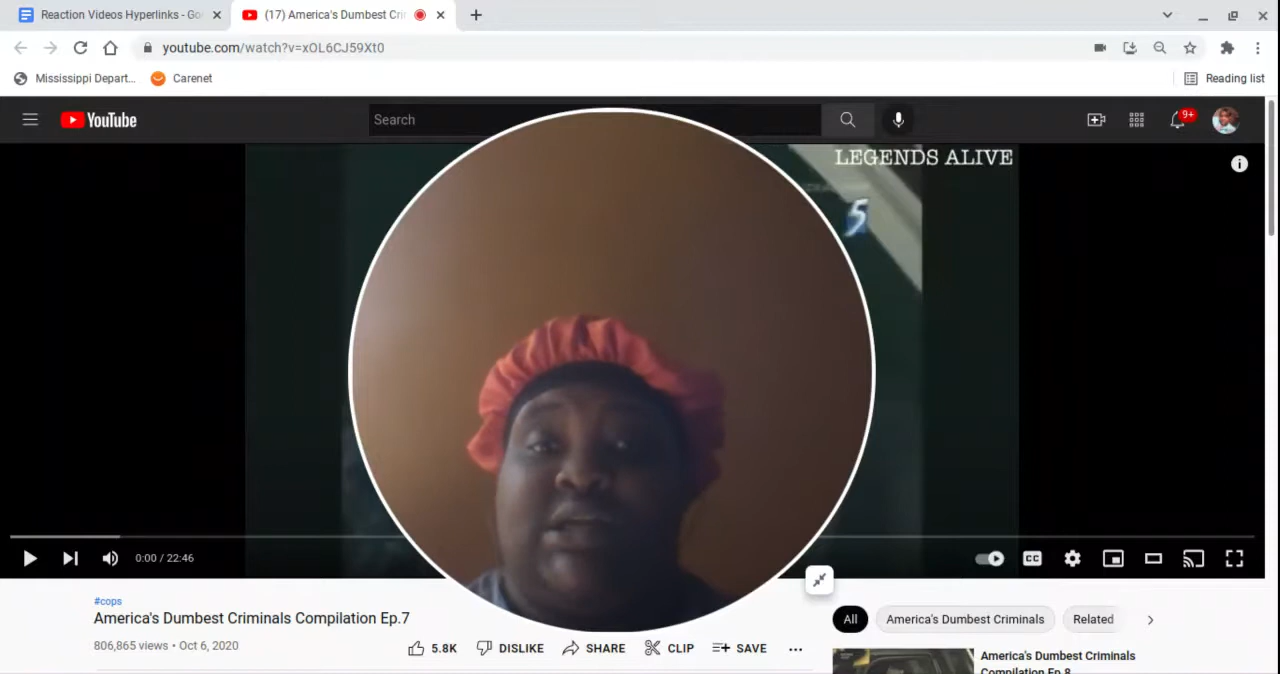 Reaction Videos Hyperlinks - Go
(17) America's Dumbest Cri
youtube.com/watch?v=xOL6CJ59Xt0
Mississippi Depart...
Carenet
Reading list
YouTube
Search
9+
LEGENDS ALIVE
5
0:00 / 22:46
CC
#cops
America's Dumbest Criminals Compilation Ep.7
806,865 views • Oct 6, 2020
5.8K
DISLIKE
SHARE
CLIP
SAVE
All
America's Dumbest Criminals
Related
America's Dumbest Criminals
Compilation Ep.8